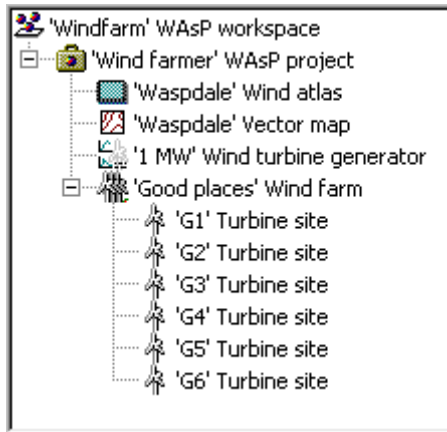 'Windfarm' WAsP workspace
'Wind farmer' WAsP project
'Waspdale' Wind atlas
'Waspdale' Vector map
'1 MW' Wind turbine generator
'Good places' Wind farm
'G1' Turbine site
'G2' Turbine site
'G3' Turbine site
'G4' Turbine site
'G5' Turbine site
'G6' Turbine site